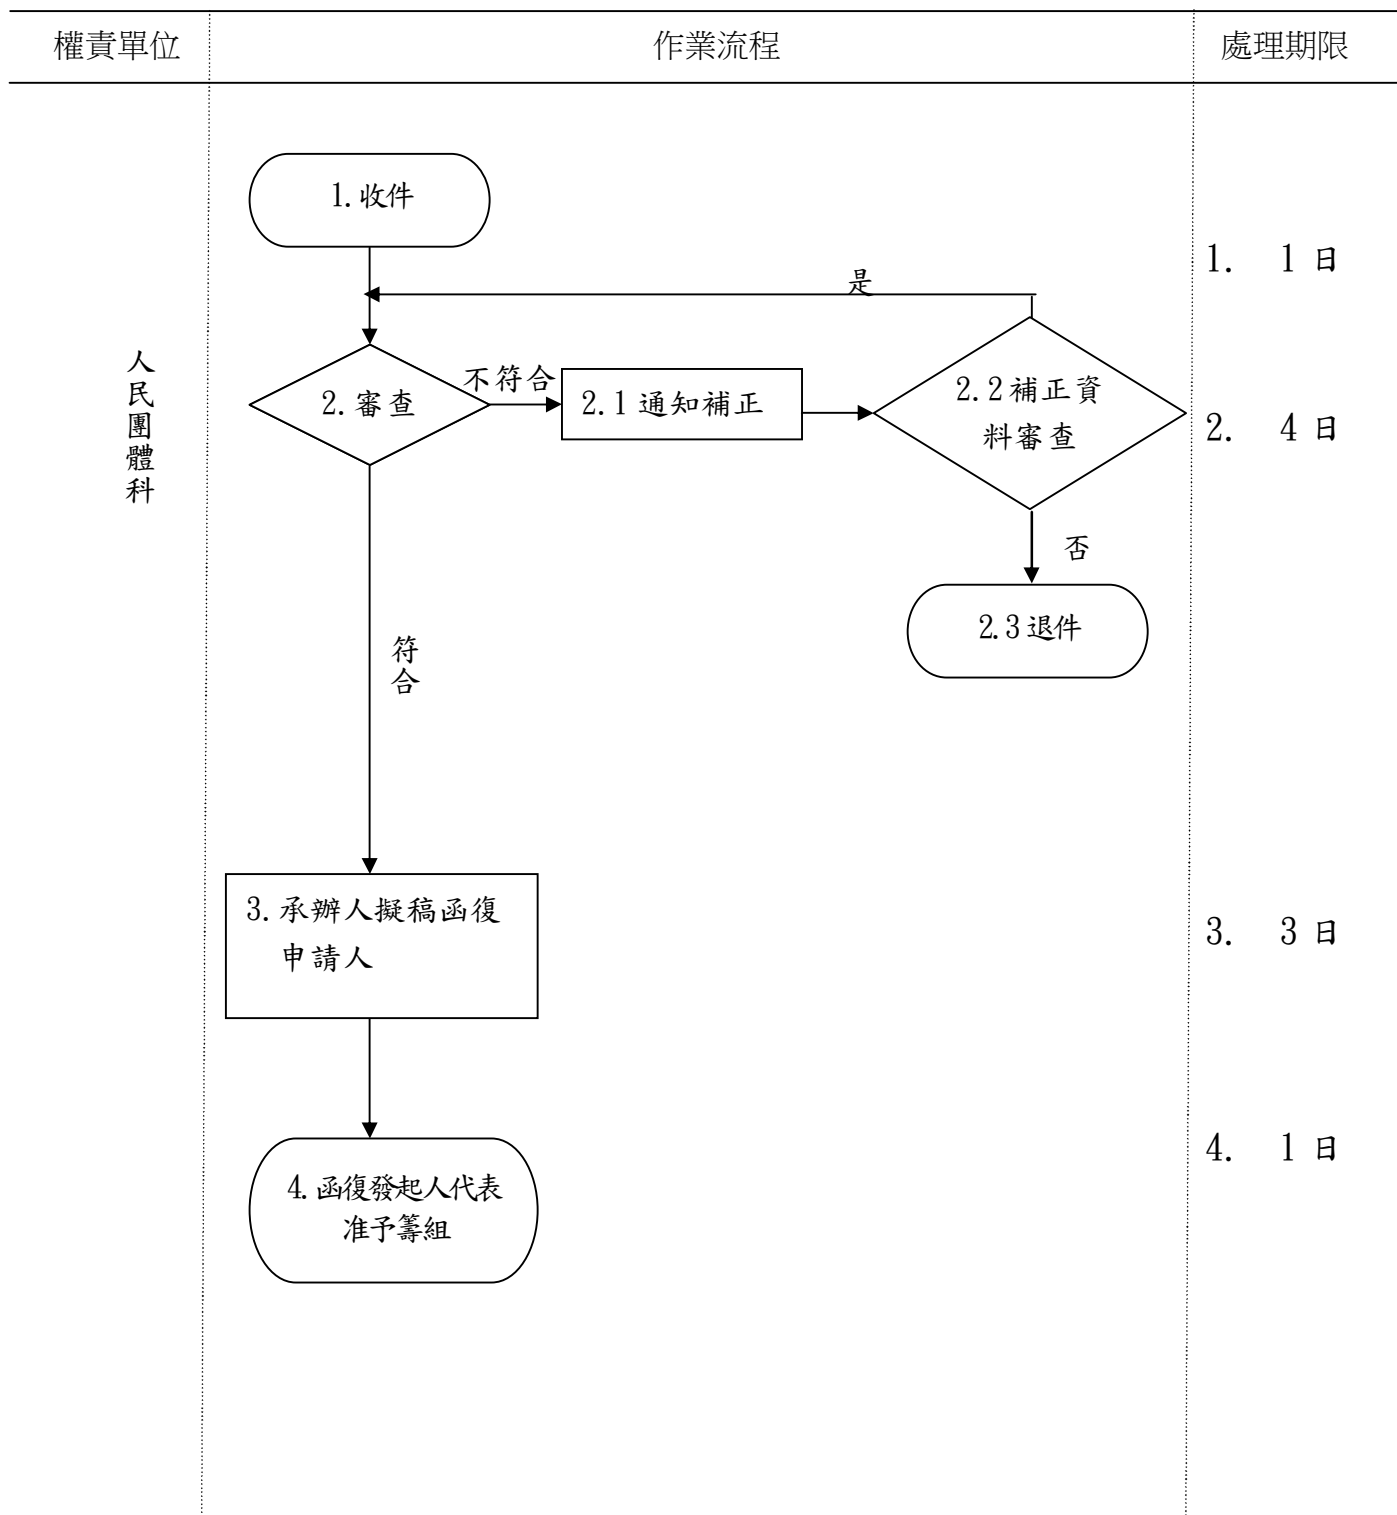 權責單位
作業流程
處理期限
1.收件
1. 1日
是
人民團體科
2.審查
不符合
2.1通知補正
2.2補正資
料審查
2. 4日
否
2.3退件
符合
3.承辦人擬稿函復
申請人
3. 3日
4.函復發起人代表
准予籌組
4. 1日